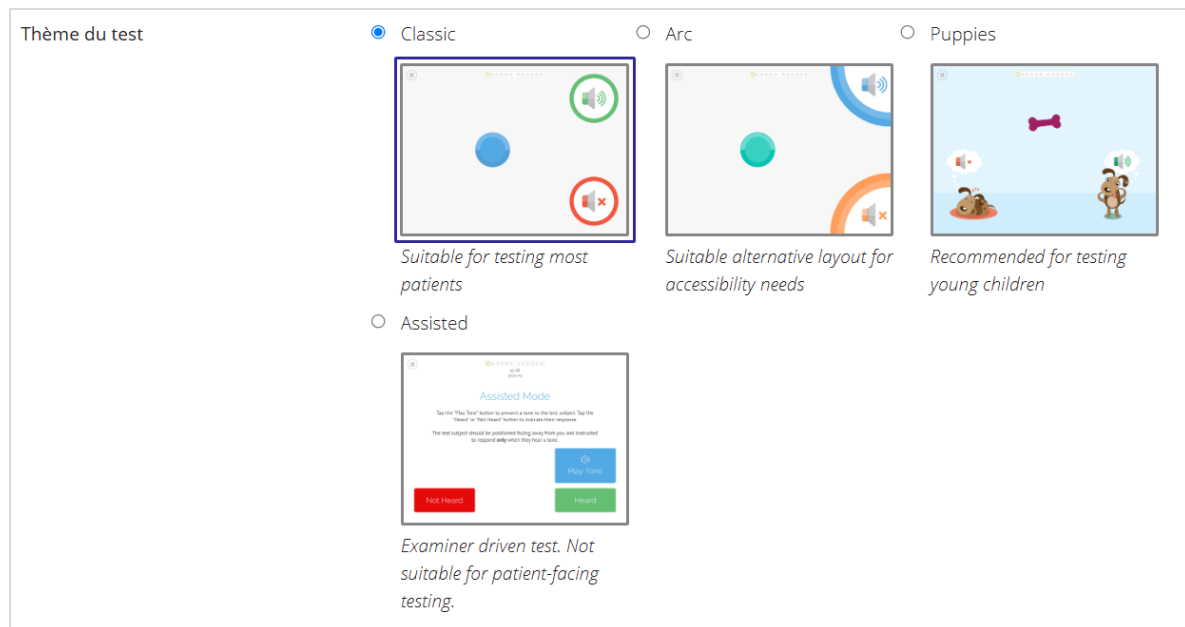 Thème du test
Classic
Arc
Puppies
Suitable for testing most
patients
Suitable alternative layout for
accessibility needs
Recommended for testing
young children
Assisted
Assisted Mode
Tap the "Play Tone" button to present a tone to the test subject. Tap the
"Heard" or "Not Heard" button to indicate their response.
The test subject should be positioned facing away from you and instructed
to respond only when they hear a tone.
Play Tone
Not Heard
Heard
Examiner driven test. Not
suitable for patient-facing
testing.